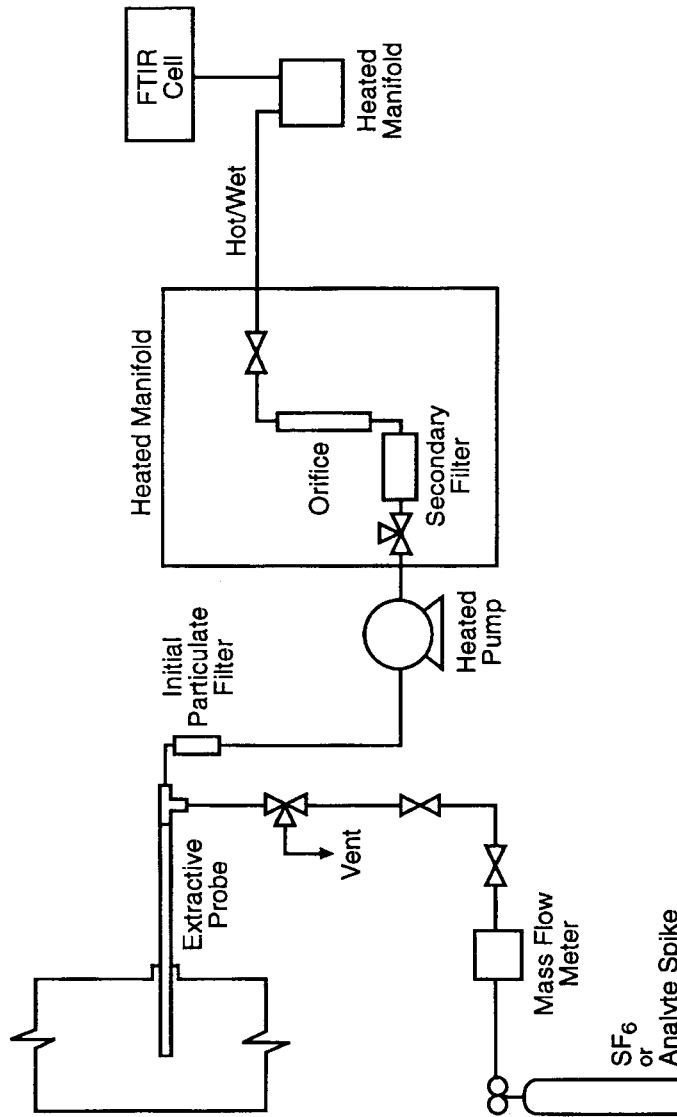 Extractive
Probe
Vent
Mass Flow
Meter
SF6
or
Analyte Spike
Initial
Particulate
Filter
Heated
Pump
Heated Manifold
Orifice
Secondary
Filter
Hot/Wet
FTIR
Cell
Heated
Manifold